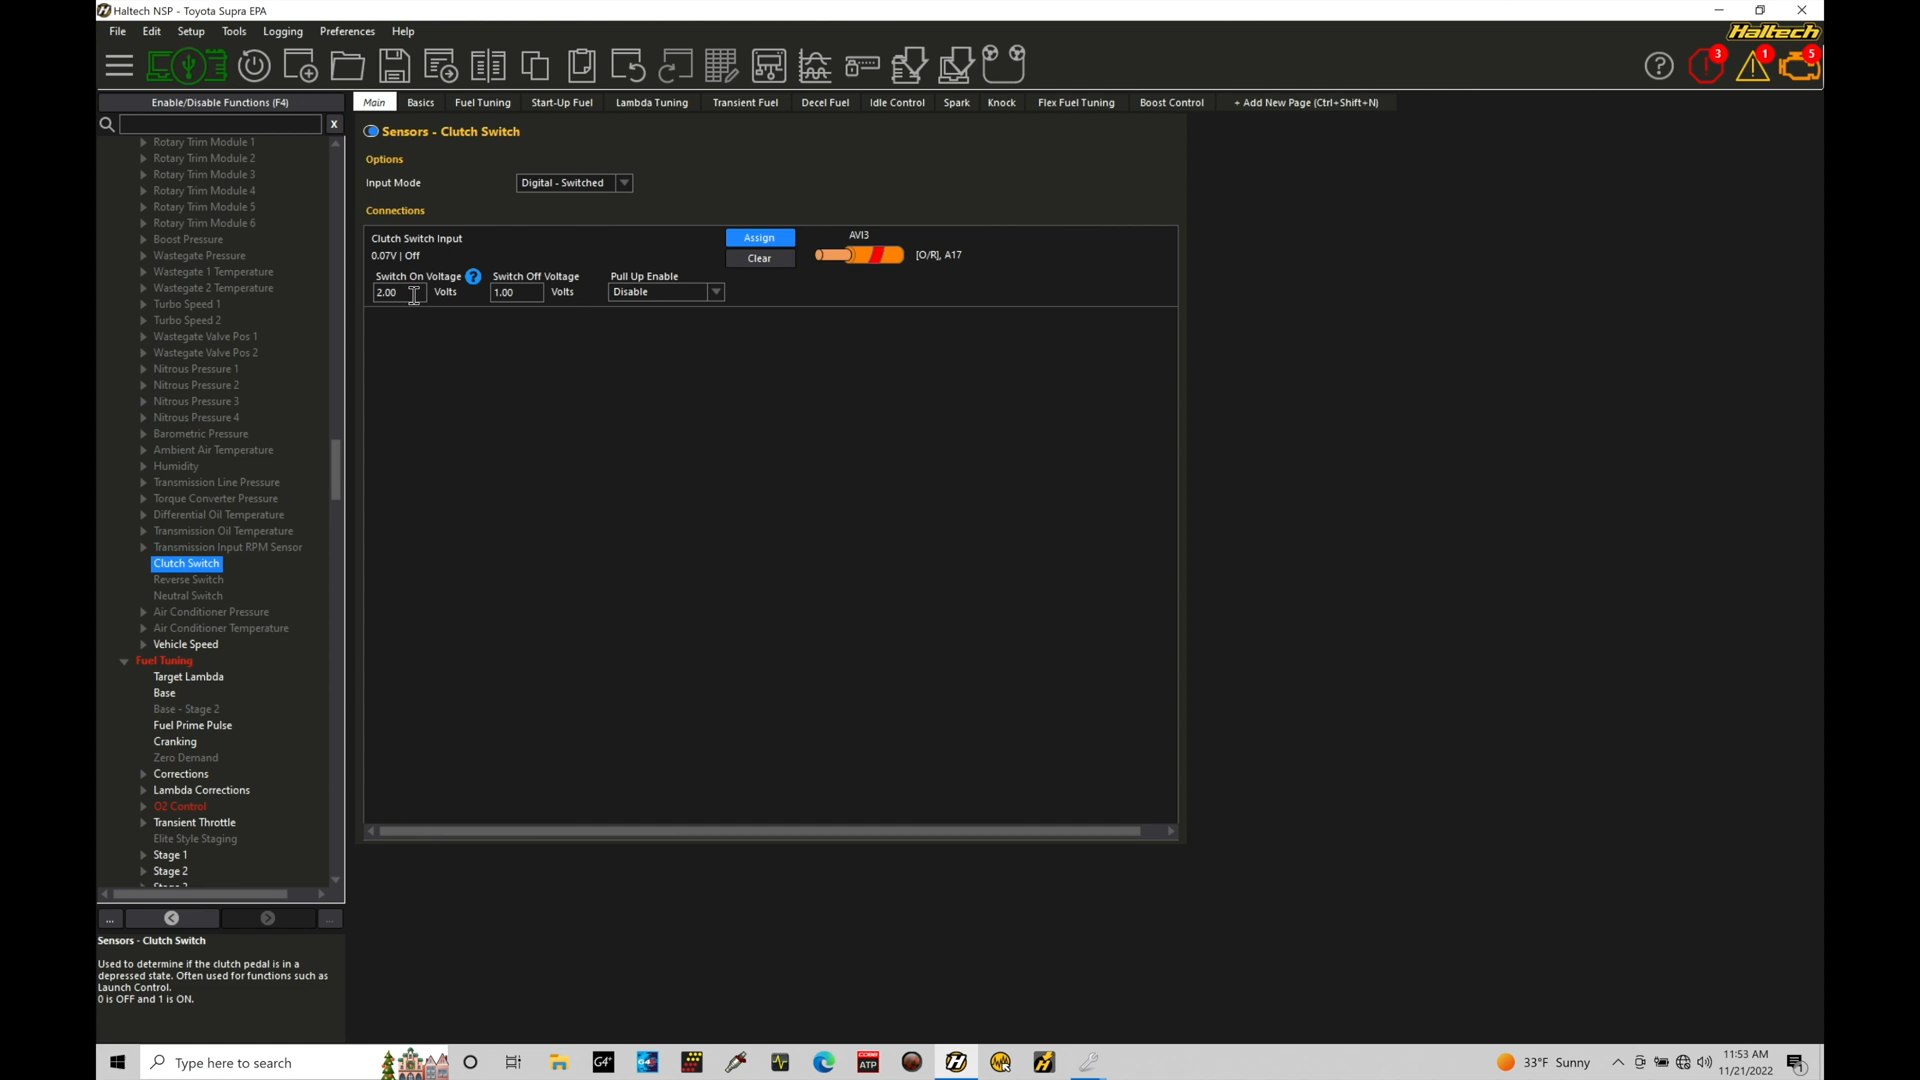 Haltech NSP - Toyota Supra EPA
File Edit Setup Tools Logging Preferences Help
Haltech
3 1 5
Enable/Disable Functions (F4)
Main Basics Fuel Tuning Start-Up Fuel Lambda Tuning Transient Fuel Decel Fuel Idle Control Spark Knock Flex Fuel Tuning Boost Control + Add New Page (Ctrl+Shift+N)
X
Rotary Trim Module 1
Rotary Trim Module 2
Rotary Trim Module 3
Rotary Trim Module 4
Rotary Trim Module 5
Rotary Trim Module 6
Boost Pressure
Wastegate Pressure
Wastegate 1 Temperature
Wastegate 2 Temperature
Turbo Speed 1
Turbo Speed 2
Wastegate Valve Pos 1
Wastegate Valve Pos 2
Nitrous Pressure 1
Nitrous Pressure 2
Nitrous Pressure 3
Nitrous Pressure 4
Barometric Pressure
Ambient Air Temperature
Humidity
Transmission Line Pressure
Torque Converter Pressure
Differential Oil Temperature
Transmission Oil Temperature
Transmission Input RPM Sensor
Clutch Switch
Reverse Switch
Neutral Switch
Air Conditioner Pressure
Air Conditioner Temperature
Vehicle Speed
Fuel Tuning
Target Lambda
Base
Base - Stage 2
Fuel Prime Pulse
Cranking
Zero Demand
Corrections
Lambda Corrections
O2 Control
Transient Throttle
Elite Style Staging
Stage 1
Stage 2
... ...
Sensors - Clutch Switch
Used to determine if the clutch pedal is in a
depressed state. Often used for functions such as
Launch Control.
0 is OFF and 1 is ON.
Sensors - Clutch Switch
Options
Input Mode Digital - Switched
Connections
Clutch Switch Input Assign AVI3
0.07V | Off Clear [O/R], A17
Switch On Voltage ? Switch Off Voltage Pull Up Enable
2.00 Volts 1.00 Volts Disable
Type here to search
G4+
ATP
33°F Sunny
11:53 AM
11/21/2022
1